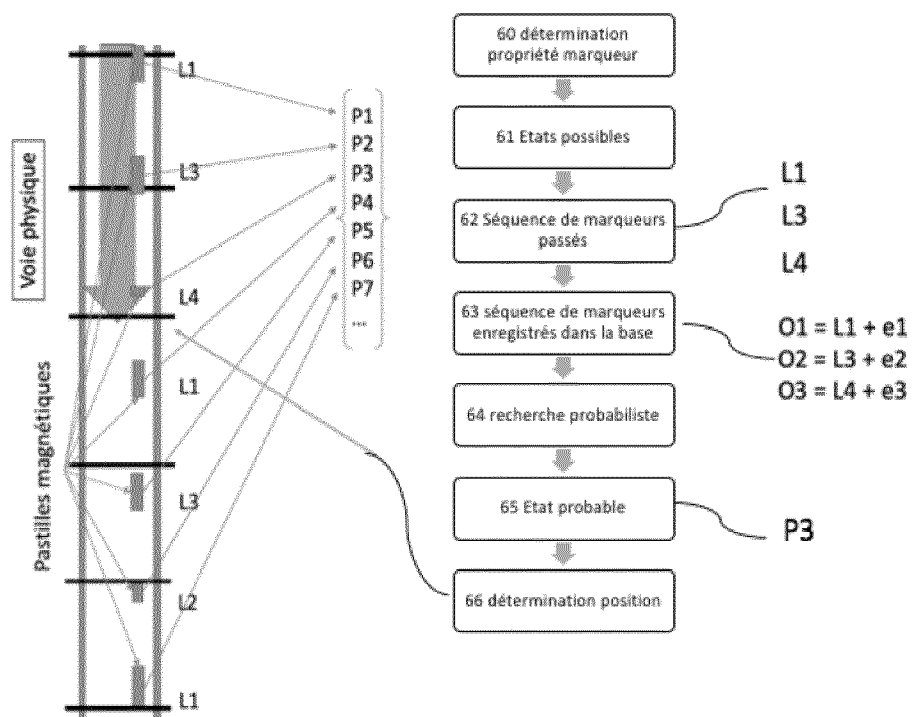 Voie physique
Pastilles magnétiques
L1
L3
L4
L1
L3
L2
L1
P1
P2
P3
P4
P5
P6
P7
...
60 détermination
propriété marqueur
61 Etats possibles
62 Séquence de marqueurs
passés
63 séquence de marqueurs
enregistrés dans la base
64 recherche probabiliste
65 Etat probable
66 détermination position
L1
L3
L4
O1 = L1 + e1
O2 = L3 + e2
O3 = L4 + e3
P3